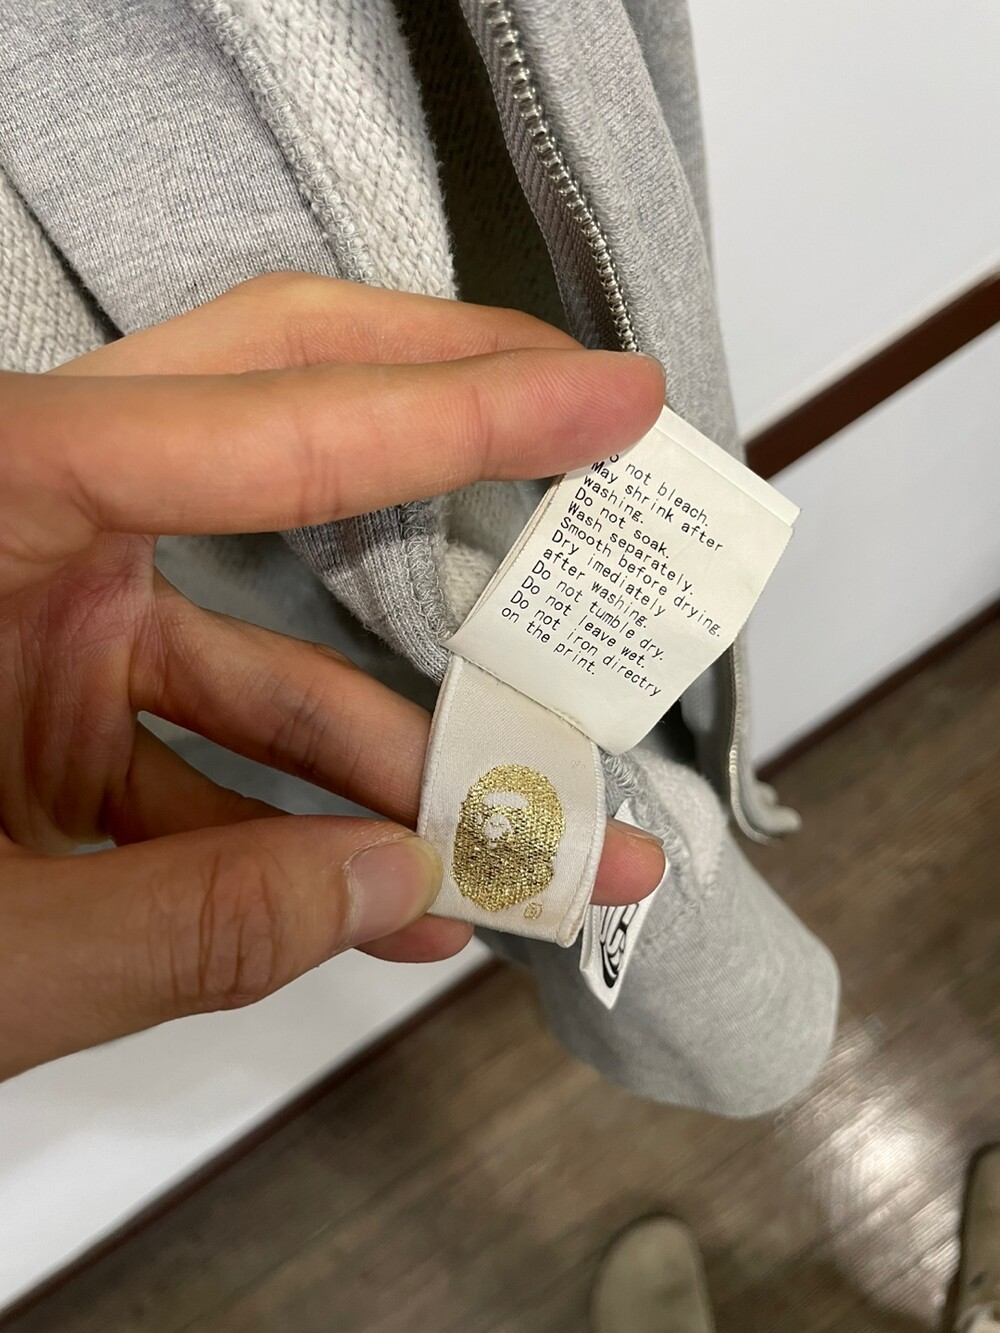 not bleach.
May shrink after
washing.
Do not soak.
Wash separately.
Smooth before drying.
Dry imediately
after washing.
Do not tumble dry.
Do not leave wet.
Do not iron directry
on the print.